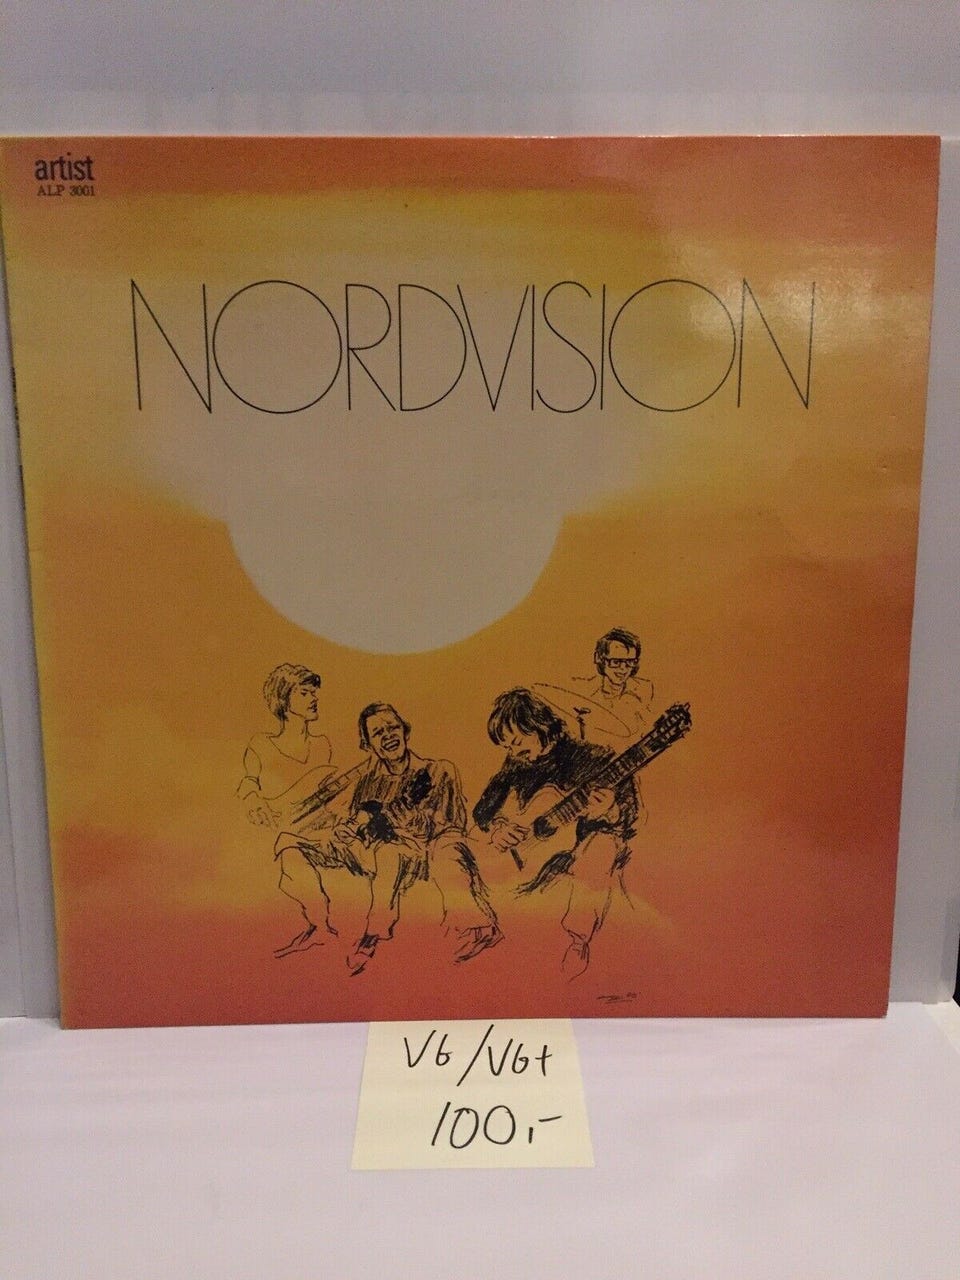 artist
ALP 3001
NORDVISION
VG/VG+
100,-